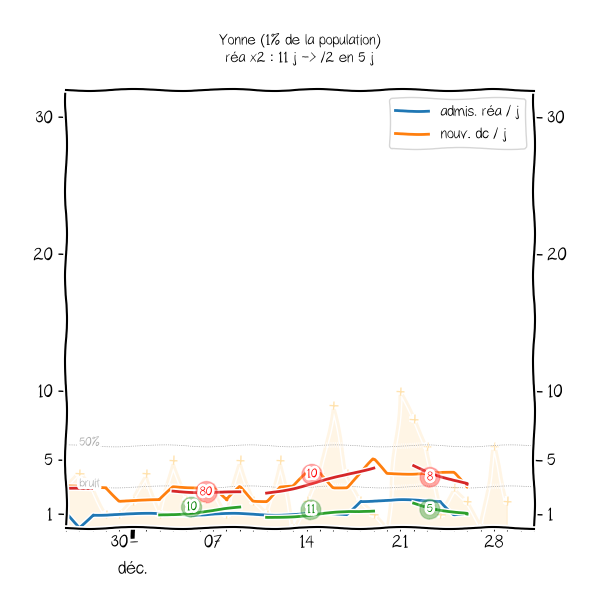 Yonne (1% de la population)
réa x2 : 11 j -> /2 en 5 j
admis. réa / j
nouv. dc / j
30 30
20 20
10 10
50%
5 5
bruit
1 1
80 10 8
10 11 5
30 07 14 21 28
déc.